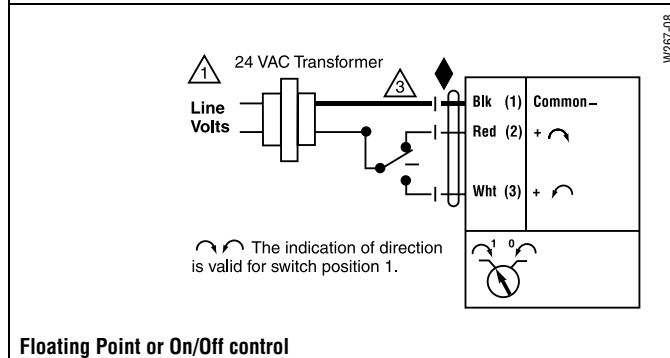 W267-08
24 VAC Transformer
1
3
Line
Volts
Blk (1) Common –
Red (2) +
Wht (3) +
The indication of direction
is valid for switch position 1.
1 0
Floating Point or On/Off control